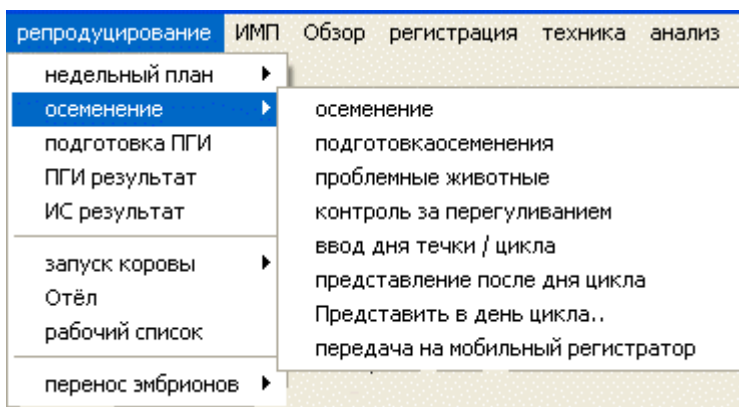 репродуцирование ИМП Обзор регистрация техника анализ
недельный план
осеменение
подготовка ПГИ
ПГИ результат
ИС результат
запуск коровы
Отёл
рабочий список
перенос эмбрионов
осеменение
подготовкаосеменения
проблемные животные
контроль за перегуливанием
ввод дня течки / цикла
представление после дня цикла
Представить в день цикла..
передача на мобильный регистратор